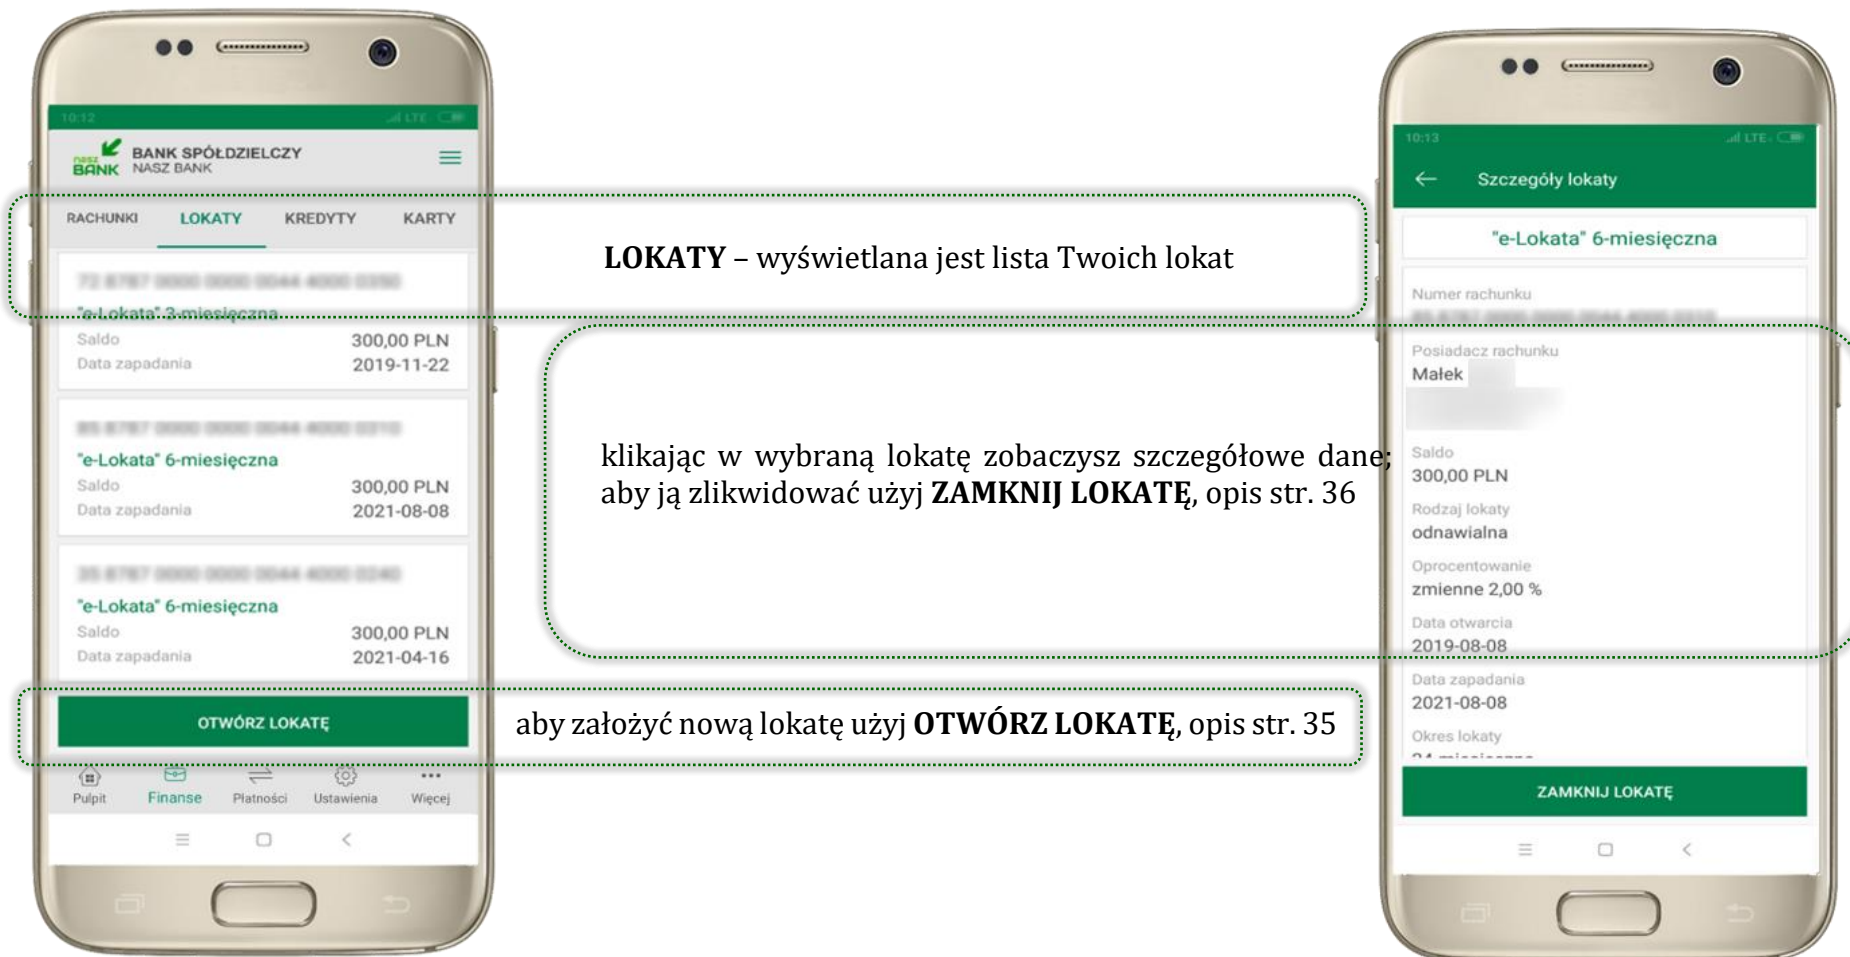 10:12
LTE
nasz
BANK
BANK SPÓŁDZIELCZY
NASZ BANK
RACHUNKI LOKATY KREDYTY KARTY
"e-Lokata" 3-miesięczna
Saldo 300,00 PLN
Data zapadania 2019-11-22
"e-Lokata" 6-miesięczna
Saldo 300,00 PLN
Data zapadania 2021-08-08
"e-Lokata" 6-miesięczna
Saldo 300,00 PLN
Data zapadania 2021-04-16
OTWÓRZ LOKATĘ
Pulpit Finanse Płatności Ustawienia Więcej
LOKATY – wyświetlana jest lista Twoich lokat
klikając w wybraną lokatę zobaczysz szczegółowe dane;
aby ją zlikwidować użyj ZAMKNIJ LOKATĘ, opis str. 36
aby założyć nową lokatę użyj OTWÓRZ LOKATĘ, opis str. 35
10:13
LTE
Szczegóły lokaty
"e-Lokata" 6-miesięczna
Numer rachunku
Posiadacz rachunku
Małek
Saldo
300,00 PLN
Rodzaj lokaty
odnawialna
Oprocentowanie
zmienne 2,00 %
Data otwarcia
2019-08-08
Data zapadania
2021-08-08
Okres lokaty
ZAMKNIJ LOKATĘ